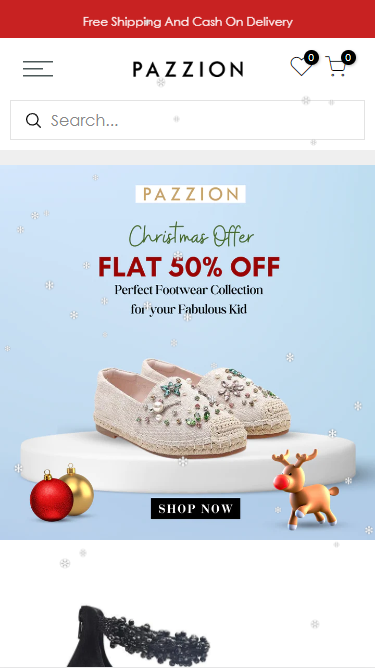 Free Shipping And Cash On Delivery
PAZZION
0
0
Search...
PAZZION
Christmas Offer
FLAT 50% OFF
Perfect Footwear Collection
for your Fabulous Kid
SHOP NOW